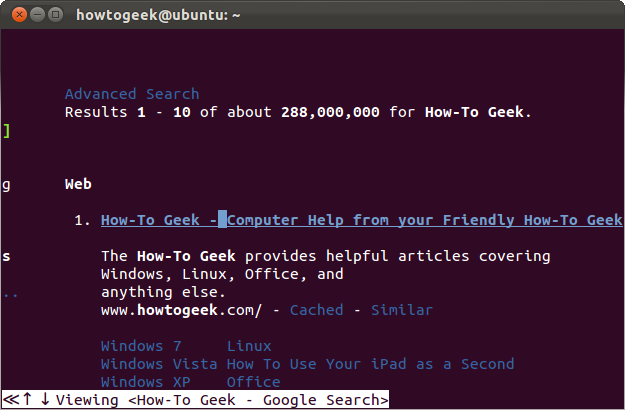 howtogeek@ubuntu: ~
Advanced Search
Results 1 - 10 of about 288,000,000 for How-To Geek.
]
g Web
1. How-To Geek - Computer Help from your Friendly How-To Geek
s The How-To Geek provides helpful articles covering
Windows, Linux, Office, and
.. anything else.
www.howtogeek.com/ - Cached - Similar
Windows 7 Linux
Windows Vista How To Use Your iPad as a Second
Windows XP Office
≪↑ ↓ Viewing <How-To Geek - Google Search>